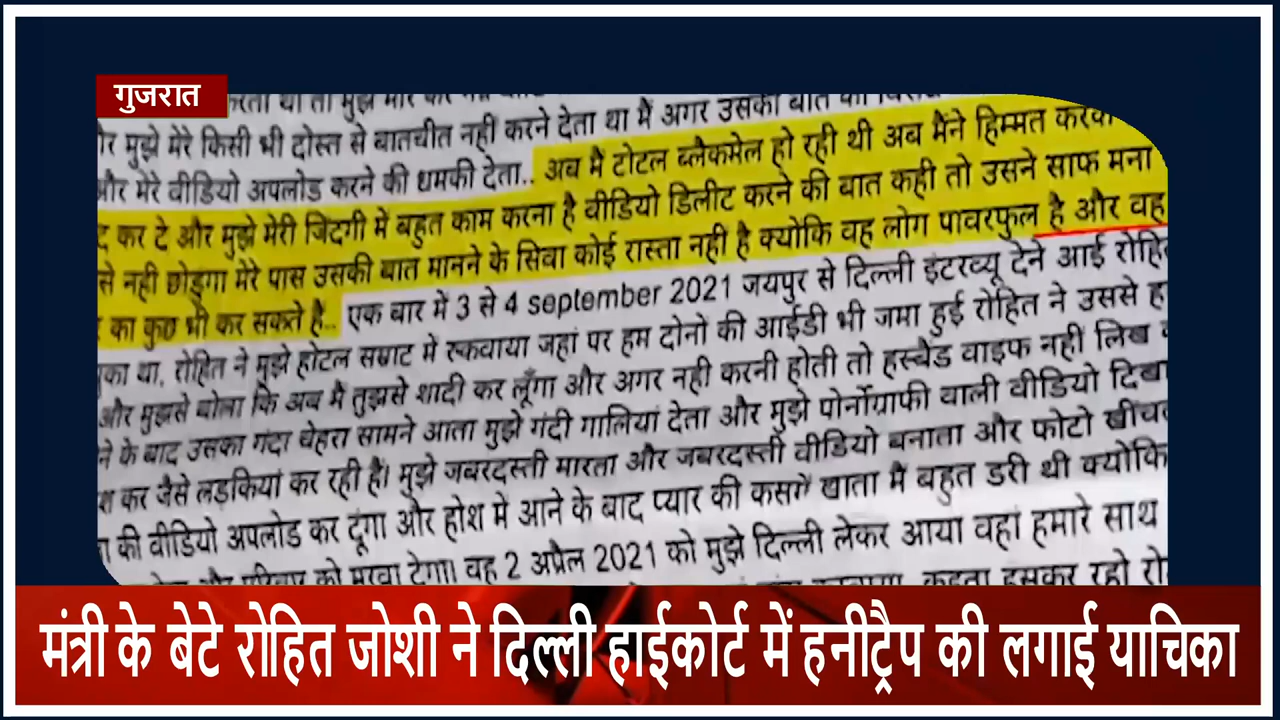 गुजरात
और मुझे मेरे किसी भी दोस्त से बातचीत नही करने देता था मैं अगर उसकी बात
और मेरे वीडियो अपलोड करने की धमकी देता.. अब मै टोटल ब्लैकमेल हो रही थी अब मैने हिम्मत
कर दे और मुझे मेरी जिंदगी मे बहुत काम करना है वीडियो डिलीट करने की बात कही तो उसने साफ मना
से नही छोडुगा मेरे पास उसकी बात मानने के सिवा कोई रास्ता नही है क्योकि वह लोग पावरफुल है और वह
का कुछ भी कर सकते है.. एक बार में 3 से 4 september 2021 जयपुर से दिल्ली इंटरव्यू देने आई
था, रोहित ने मुझे होटल सम्राट में रुकवाया जहां पर हम दोनो की आईडी भी जमा हुई रोहित ने उससे
और मुझसे बोला कि अब मै तुझसे शादी कर लूँगा और अगर नही करनी होती तो हस्बैंड वाइफ नही लिख
के बाद उसका गंदा चेहरा सामने आता मुझे गंदी गालियां देता और मुझे पोर्नोग्राफी वाली वीडियो
कर जैसे लड़कियां कर रही है। मुझे जबरदस्ती मारता और जबरदस्ती वीडियो बनाता और फोटो
की वीडियो अपलोड कर दूंगा और होश मे आने के बाद प्यार की कसमें खाता मै बहुत डरी थी क्योकि
वह 2 अप्रैल 2021 को मुझे दिल्ली लेकर आया वहां हमारे साथ
मंत्री के बेटे रोहित जोशी ने दिल्ली हाईकोर्ट में हनीट्रैप की लगाई याचिका